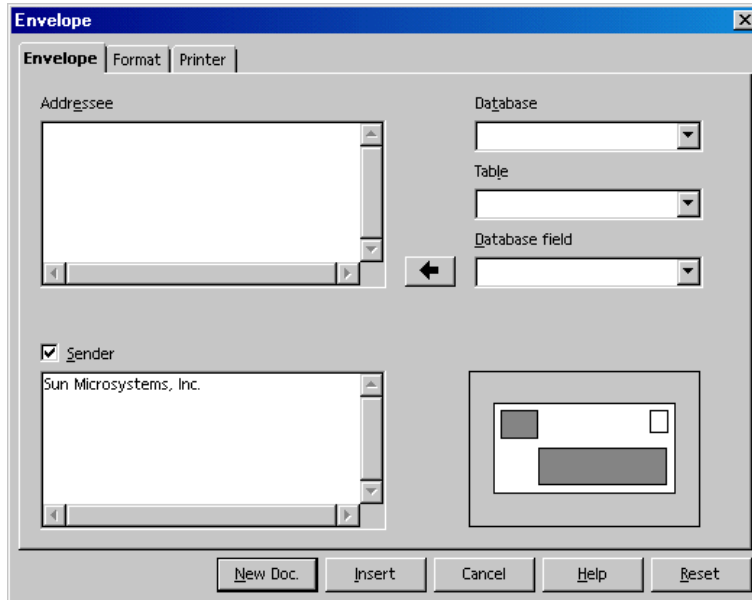 Envelope
Envelope Format Printer
Addressee
Database
Table
Database field
Sender
Sun Microsystems, Inc.
New Doc. Insert Cancel Help Reset